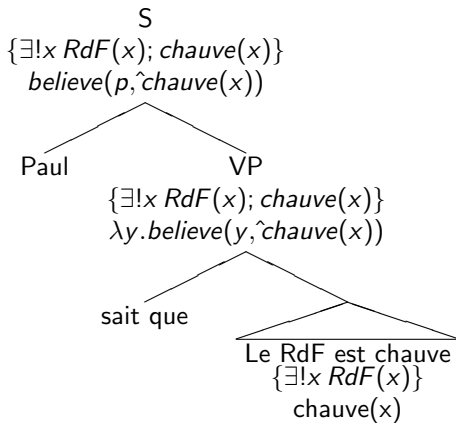 S
{∃!x RdF(x); chauve(x)}
believe(p,ˆchauve(x))
Paul VP
{∃!x RdF(x); chauve(x)}
λy.believe(y,ˆchauve(x))
sait que
Le RdF est chauve
{∃!x RdF(x)}
chauve(x)